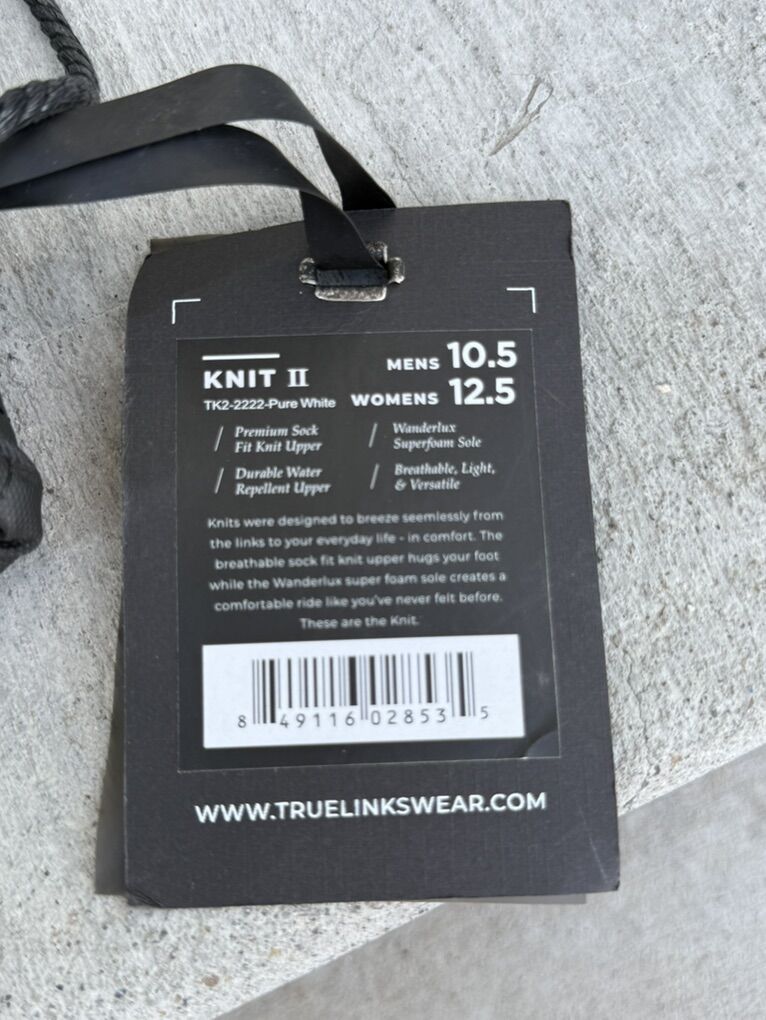 KNIT II
MENS 10.5
TK2-2222-Pure White
WOMENS 12.5
/ Premium Sock
Fit Knit Upper
/ Wanderlux
Superfoam Sole
/ Durable Water
Repellent Upper
/ Breathable, Light,
& Versatile
Knits were designed to breeze seemlessly from
the links to your everyday life - in comfort. The
breathable sock fit knit upper hugs your foot
while the Wanderlux super foam sole creates a
comfortable ride like you've never felt before.
These are the Knit.
8 49116 02853 5
WWW.TRUELINKSWEAR.COM